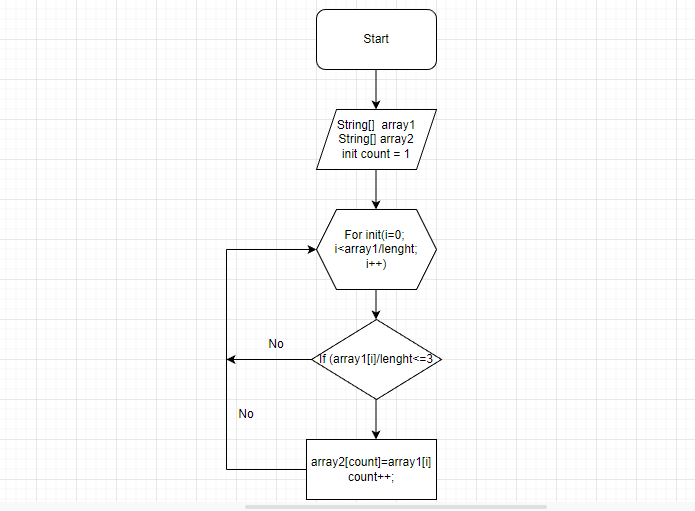 Start
String[] array1
String[] array2
init count = 1
For init(i=0;
i<array1/lenght;
i++)
No
If (array1[i]/lenght<=3
No
array2[count]=array1[i]
count++;